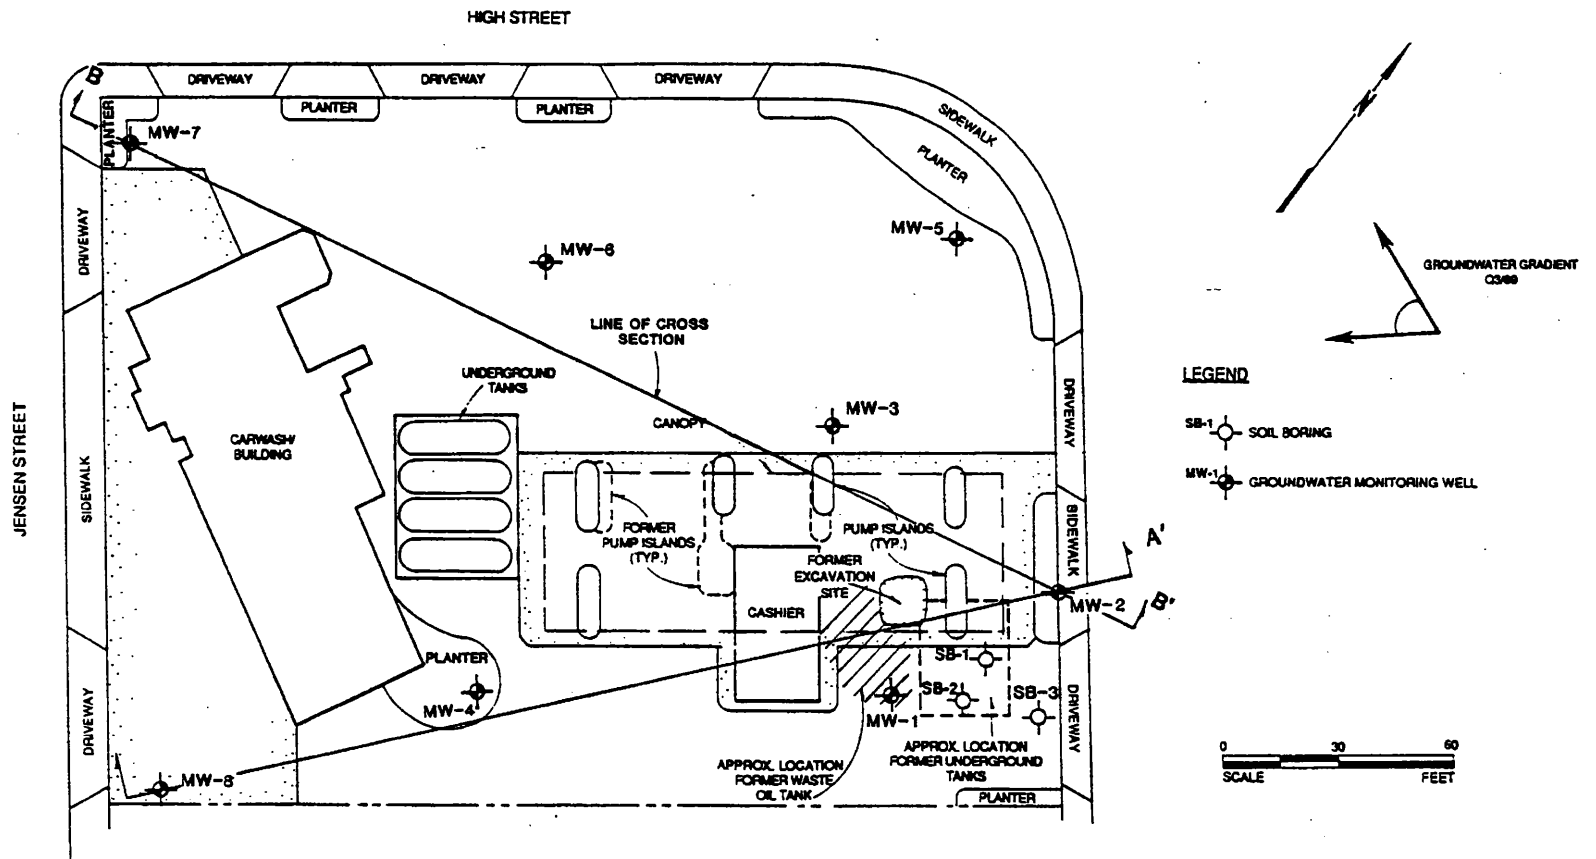 HIGH STREET
B
DRIVEWAY
DRIVEWAY
DRIVEWAY
PLANTER
PLANTER
PLANTER
SIDEWALK
PLANTER
N
MW-7
MW-5
MW-6
GROUNDWATER GRADIENT
Q3/89
DRIVEWAY
LINE OF CROSS
SECTION
UNDERGROUND
TANKS
LEGEND
SB-1
SOIL BORING
MW-1
GROUNDWATER MONITORING WELL
JENSEN STREET
SIDEWALK
CARWASH/
BUILDING
CANOPY
MW-3
DRIVEWAY
FORMER
PUMP ISLANDS
(TYP.)
PUMP ISLANDS
(TYP.)
FORMER
EXCAVATION
SITE
SIDEWALK
A'
CASHIER
MW-2
B'
PLANTER
MW-4
SB-1
SB-2
SB-3
MW-1
DRIVEWAY
DRIVEWAY
MW-8
APPROX. LOCATION
FORMER WASTE
OIL TANK
APPROX. LOCATION
FORMER UNDERGROUND
TANKS
PLANTER
0 30 60
SCALE FEET